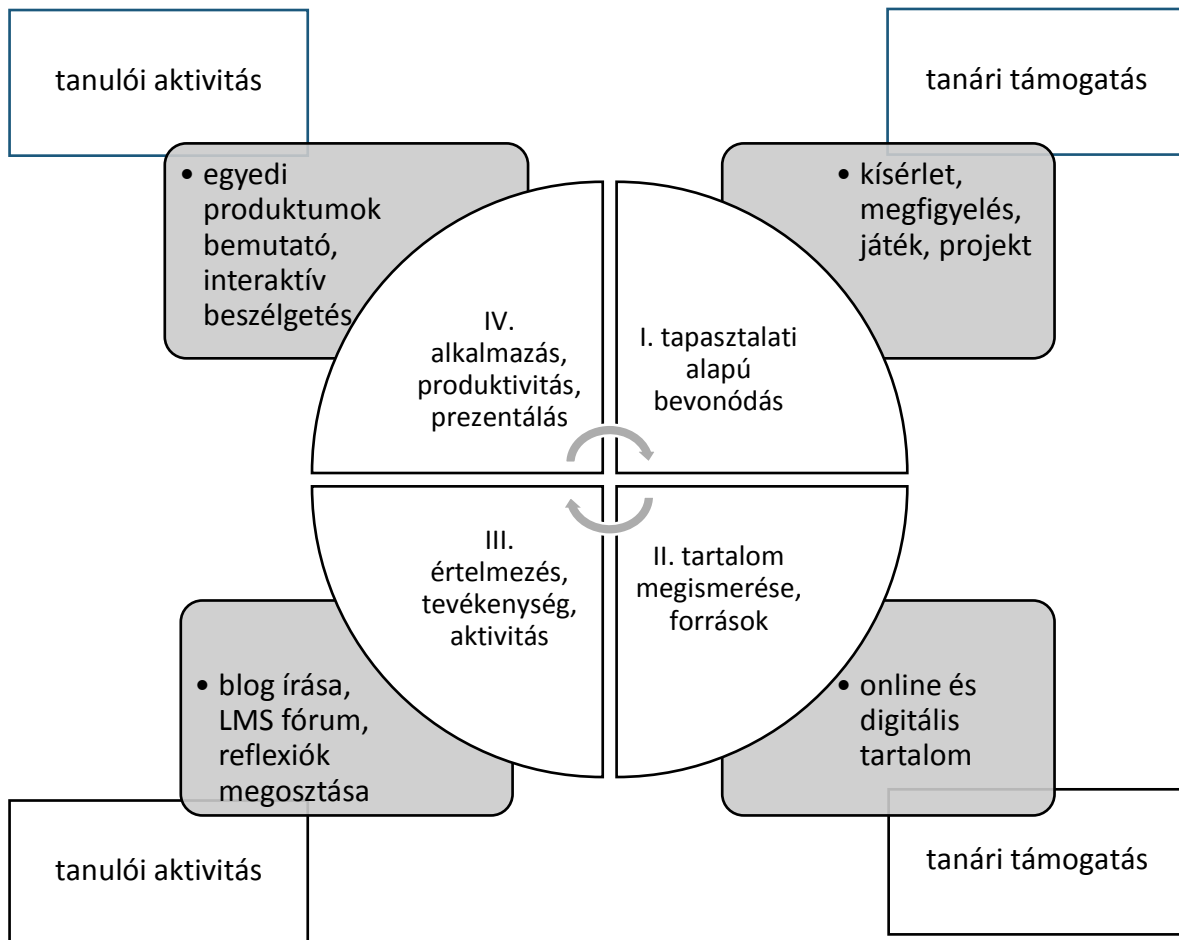 tanulói aktivitás
tanári támogatás
• egyedi
produktumok
bemutató,
interaktív
beszélgetés
• kísérlet,
megfigyelés,
játék, projekt
IV.
alkalmazás,
produktivitás,
prezentálás
I. tapasztalati
alapú
bevonódás
III.
értelmezés,
tevékenység,
aktivitás
II. tartalom
megismerése,
források
• blog írása,
LMS fórum,
reflexiók
megosztása
• online és
digitális
tartalom
tanulói aktivitás
tanári támogatás